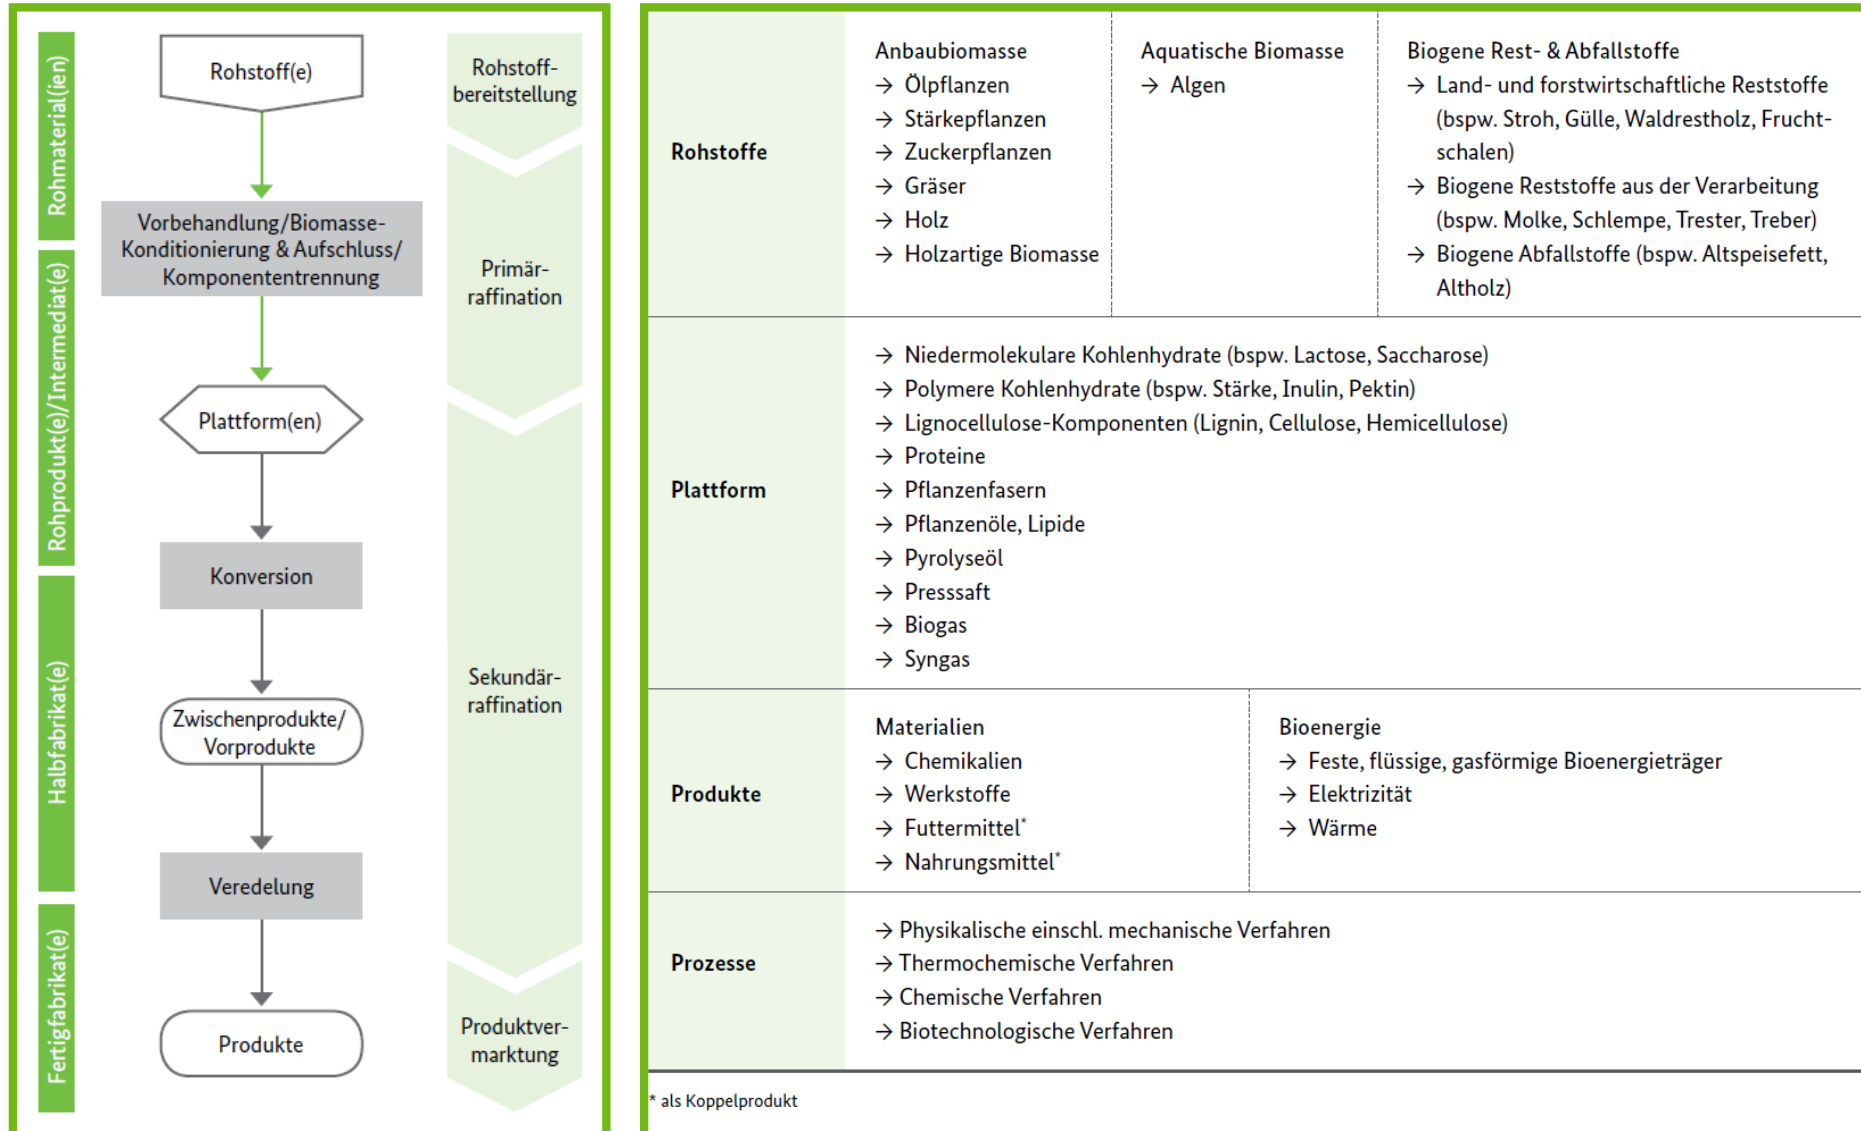 Rohmaterial(ien)
Rohprodukt(e)/Intermediat(e)
Halbfabrikat(e)
Fertigfabrikat(e)
Rohstoff(e)
Vorbehandlung/Biomasse-
Konditionierung & Aufschluss/
Komponententrennung
Plattform(en)
Konversion
Zwischenprodukte/
Vorprodukte
Veredelung
Produkte
Rohstoff-
bereitstellung
Primär-
raffination
Sekundär-
raffination
Produktver-
marktung
Rohstoffe
Anbaubiomasse
→ Ölpflanzen
→ Stärkepflanzen
→ Zuckerpflanzen
→ Gräser
→ Holz
→ Holzartige Biomasse
Aquatische Biomasse
→ Algen
Biogene Rest- & Abfallstoffe
→ Land- und forstwirtschaftliche Reststoffe
(bspw. Stroh, Gülle, Waldrestholz, Frucht-
schalen)
→ Biogene Reststoffe aus der Verarbeitung
(bspw. Molke, Schlempe, Trester, Treber)
→ Biogene Abfallstoffe (bspw. Altspeisefett,
Altholz)
Plattform
→ Niedermolekulare Kohlenhydrate (bspw. Lactose, Saccharose)
→ Polymere Kohlenhydrate (bspw. Stärke, Inulin, Pektin)
→ Lignocellulose-Komponenten (Lignin, Cellulose, Hemicellulose)
→ Proteine
→ Pflanzenfasern
→ Pflanzenöle, Lipide
→ Pyrolyseöl
→ Presssaft
→ Biogas
→ Syngas
Produkte
Materialien
→ Chemikalien
→ Werkstoffe
→ Futtermittel*
→ Nahrungsmittel*
Bioenergie
→ Feste, flüssige, gasförmige Bioenergieträger
→ Elektrizität
→ Wärme
Prozesse
→ Physikalische einschl. mechanische Verfahren
→ Thermochemische Verfahren
→ Chemische Verfahren
→ Biotechnologische Verfahren
* als Koppelprodukt